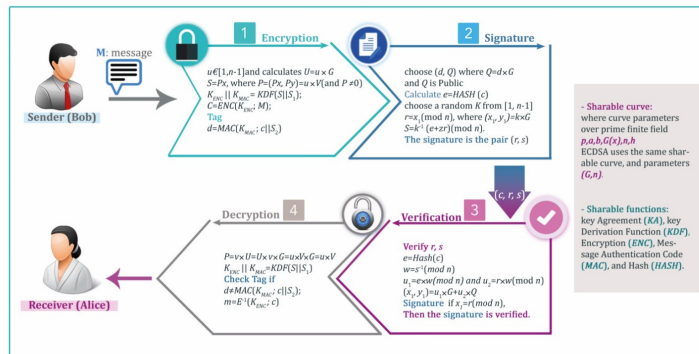 M: message
Sender (Bob)
1
Encryption
u€[1,n-1]and calculates U=u×G
S=Px, where P=(Px, Py)=u×V(and P≠0)
K_ENC || K_MAC = KDF(S||S₁)
C=ENC(K_ENC; M);
Tag
d=MAC(K_MAC; c||S₂)
2
Signature
choose (d, Q) where Q=d×G
and Q is Public
Calculate e=HASH (c)
choose a random K from [1, n-1]
r=x₁(mod n), where (x₁, y₁)=k×G
S=k⁻¹ (e+zr)(mod n).
The signature is the pair (r, s)
(c, r, s)
3
Verification
Verify r, s
e=Hash(c)
w=s⁻¹(mod n)
u₁=e×w(mod n) and u₂=r×w(mod n)
(x₁, y₁)=u₁×G+u₂×Q
Signature if x₁=r(mod n),
Then the signature is verified.
4
Decryption
P=v×U=U×v×G=u×V×G=u×V
K_ENC || K_MAC=KDF(S||S₁)
Check Tag if
d≠MAC(K_MAC; c||S₂);
m=E⁻¹(K_ENC; c)
Receiver (Alice)
- Sharable curve:
where curve parameters
over prime finite field
p,a,b,G(x),n,h
ECDSA uses the same shar-
able curve, and parameters
(G,n).
- Sharable functions:
key Agreement (KA), key
Derivation Function (KDF),
Encryption (ENC), Mes-
sage Authentication Code
(MAC), and Hash (HASH).